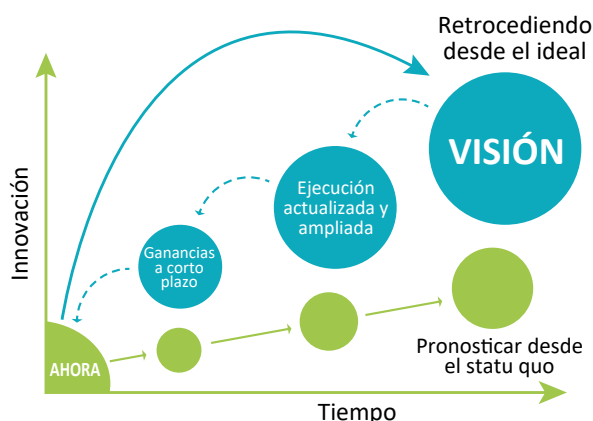 Retrocediendo
desde el ideal
VISIÓN
Ejecución
actualizada y
ampliada
Ganancias
a corto
plazo
Innovación
AHORA
Pronosticar desde
el statu quo
Tiempo